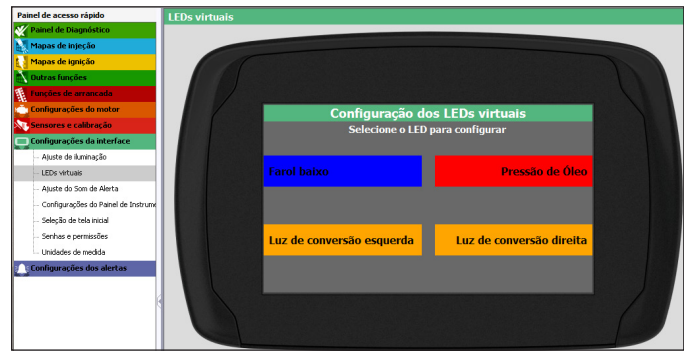 Painel de acesso rápido
Painel de Diagnóstico
Mapas de injeção
Mapas de ignição
Outras funções
Funções de arrancada
Configurações do motor
Sensores e calibração
Configurações da interface
Ajuste de iluminação
LEDs virtuais
Ajuste do Som de Alerta
Configurações do Painel de Instrume
Seleção de tela inicial
Senhas e permissões
Unidades de medida
Configurações dos alertas
LEDs virtuais
Configuração dos LEDs virtuais
Selecione o LED para configurar
Farol baixo
Pressão de Óleo
Luz de conversão esquerda
Luz de conversão direita